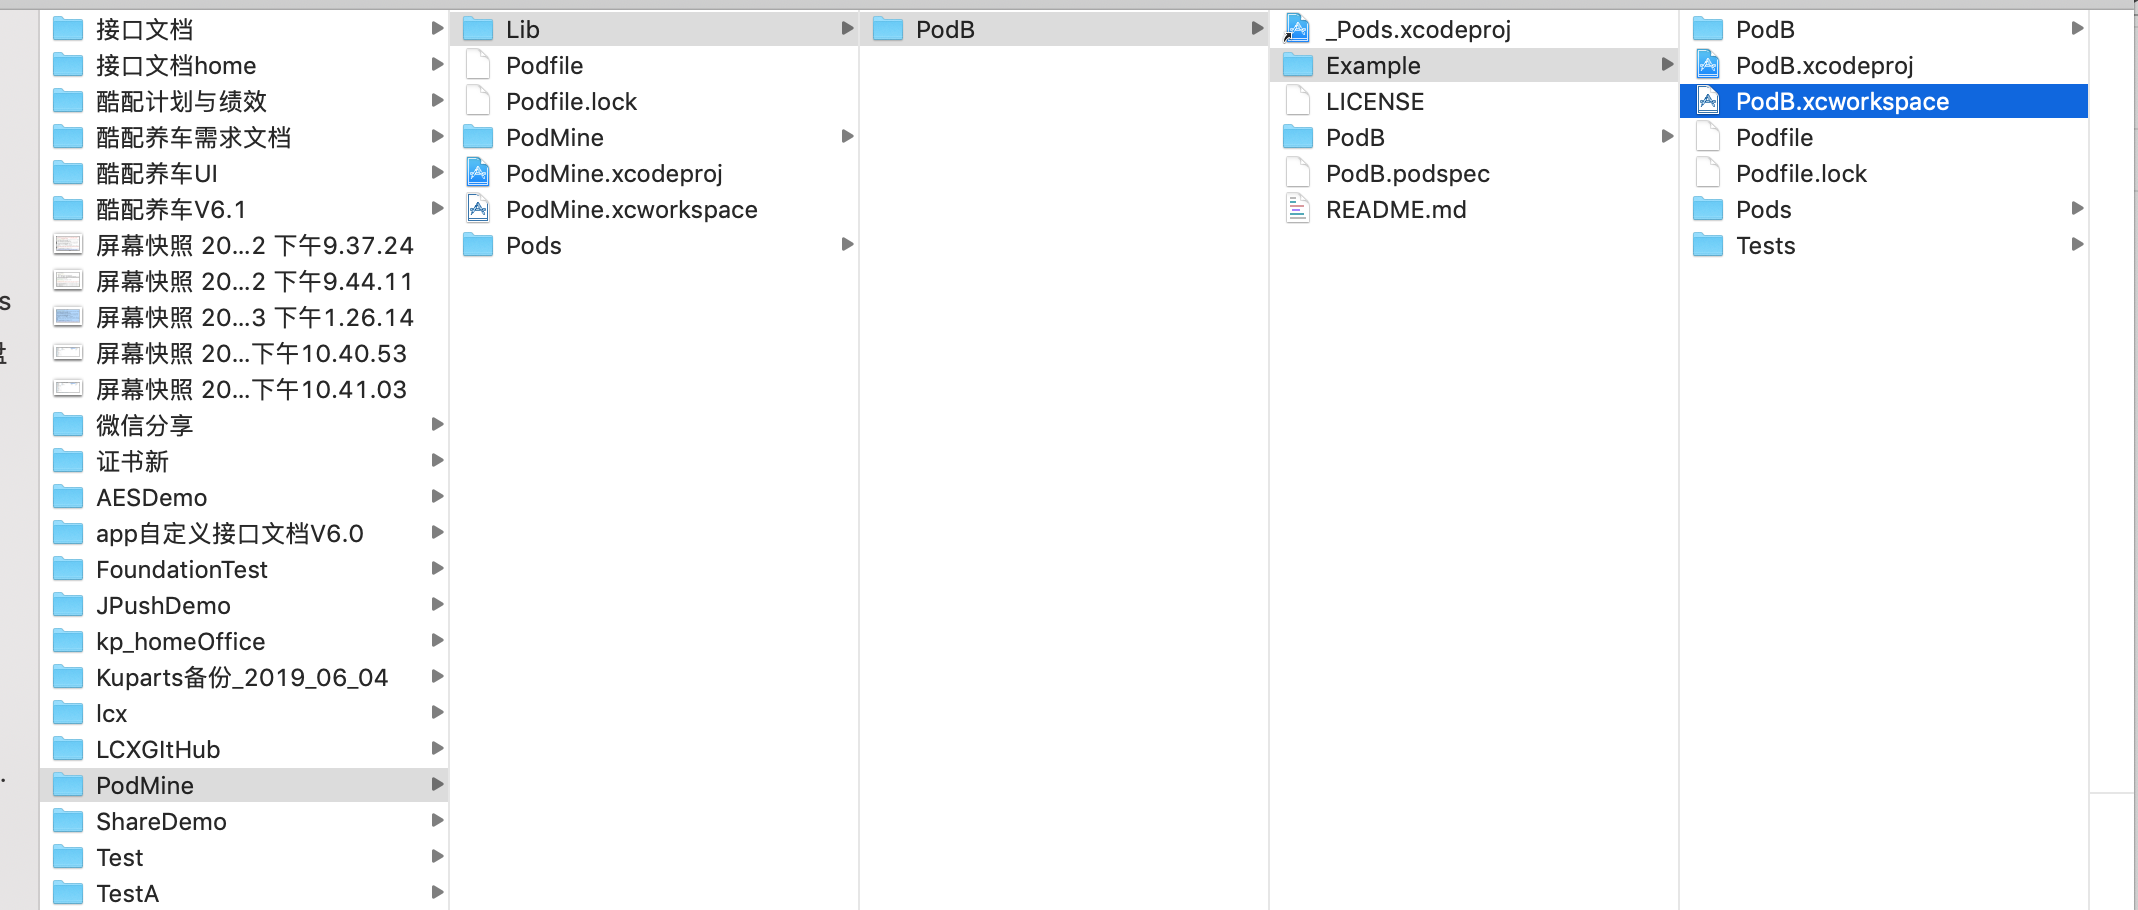 接口文档
接口文档home
酷配计划与绩效
酷配养车需求文档
酷配养车UI
酷配养车V6.1
屏幕快照 20...2 下午9.37.24
屏幕快照 20...2 下午9.44.11
屏幕快照 20...3 下午1.26.14
屏幕快照 20...下午10.40.53
屏幕快照 20...下午10.41.03
微信分享
证书新
AESDemo
app自定义接口文档V6.0
FoundationTest
JPushDemo
kp_homeOffice
Kuparts备份_2019_06_04
lcx
LCXGItHub
PodMine
ShareDemo
Test
TestA
Lib
Podfile
Podfile.lock
PodMine
PodMine.xcodeproj
PodMine.xcworkspace
Pods
PodB
_Pods.xcodeproj
Example
LICENSE
PodB
PodB.podspec
README.md
PodB
PodB.xcodeproj
PodB.xcworkspace
Podfile
Podfile.lock
Pods
Tests